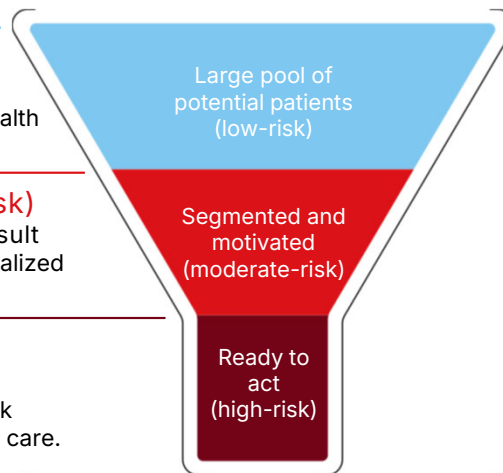 Large pool of
potential patients
(low-risk)
alth
sk)
sult
alized
Segmented and
motivated
(moderate-risk)
Ready to
act
(high-risk)
k
care.